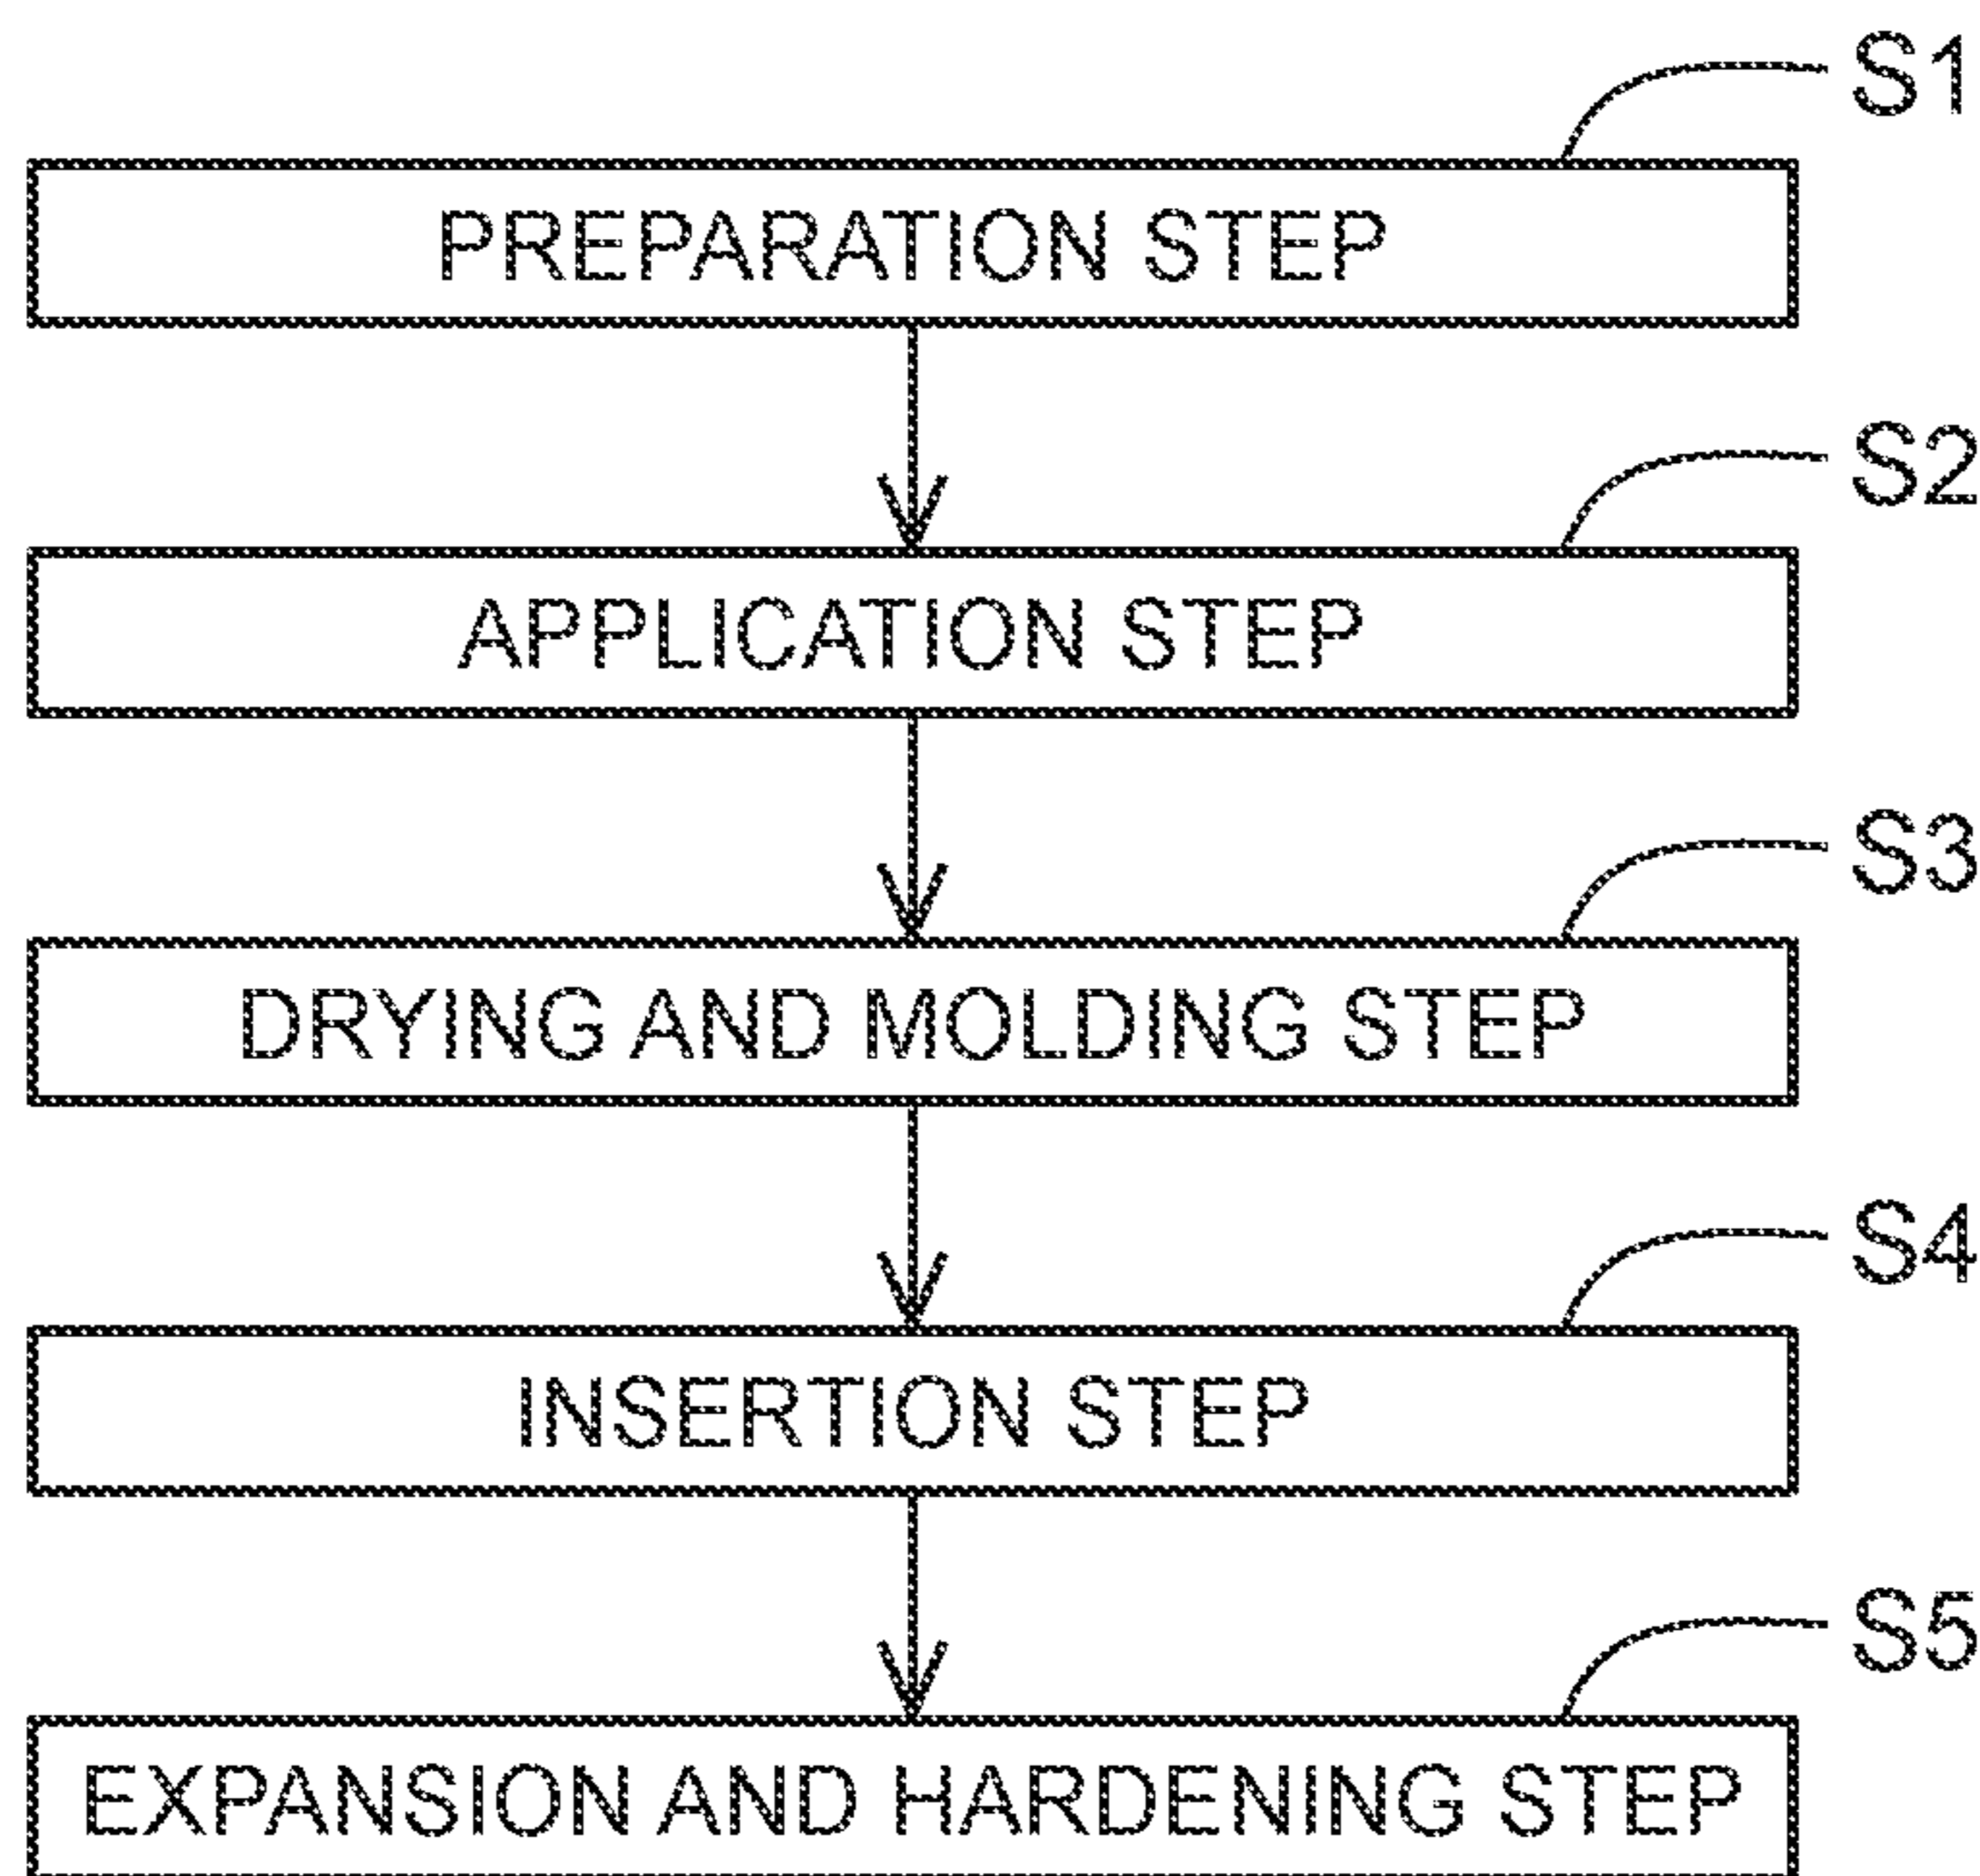 S1
PREPARATION STEP
S2
APPLICATION STEP
S3
DRYING AND MOLDING STEP
S4
INSERTION STEP
S5
EXPANSION AND HARDENING STEP